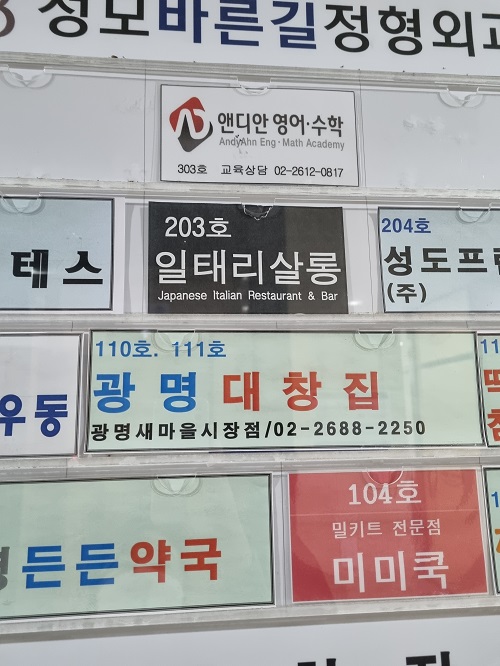 성모바른길정형외과
앤디안 영어·수학
AndyAhn Eng·Math Academy
303호 교육상담 02-2612-0817
테스
203호
일태리살롱
Japanese Italian Restaurant & Bar
204호
성도프
(주)
우동
110호. 111호
광명대창집
광명새마을시장점/02-2688-2250
든든약국
104호
밀키트 전문점
미미쿡